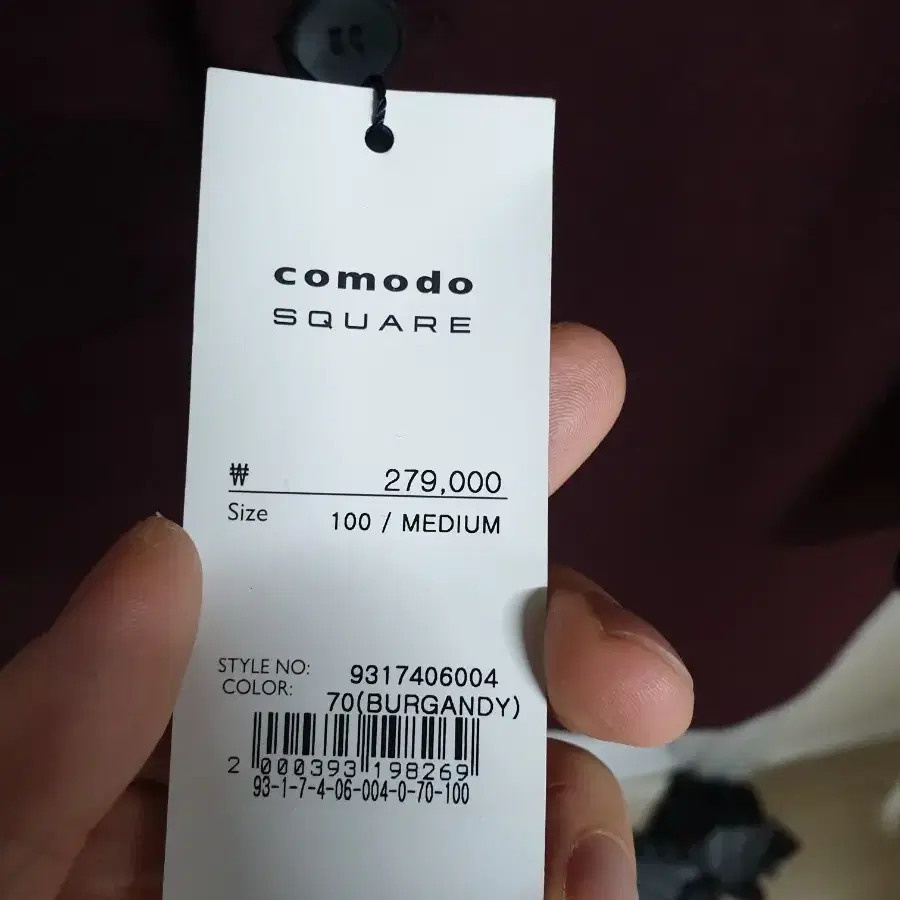 comodo
SQUARE
₩ 279,000
Size 100 / MEDIUM
STYLE NO: 9317406004
COLOR: 70(BURGANDY)
2 000393 198269
93-1-7-4-06-004-0-70-100